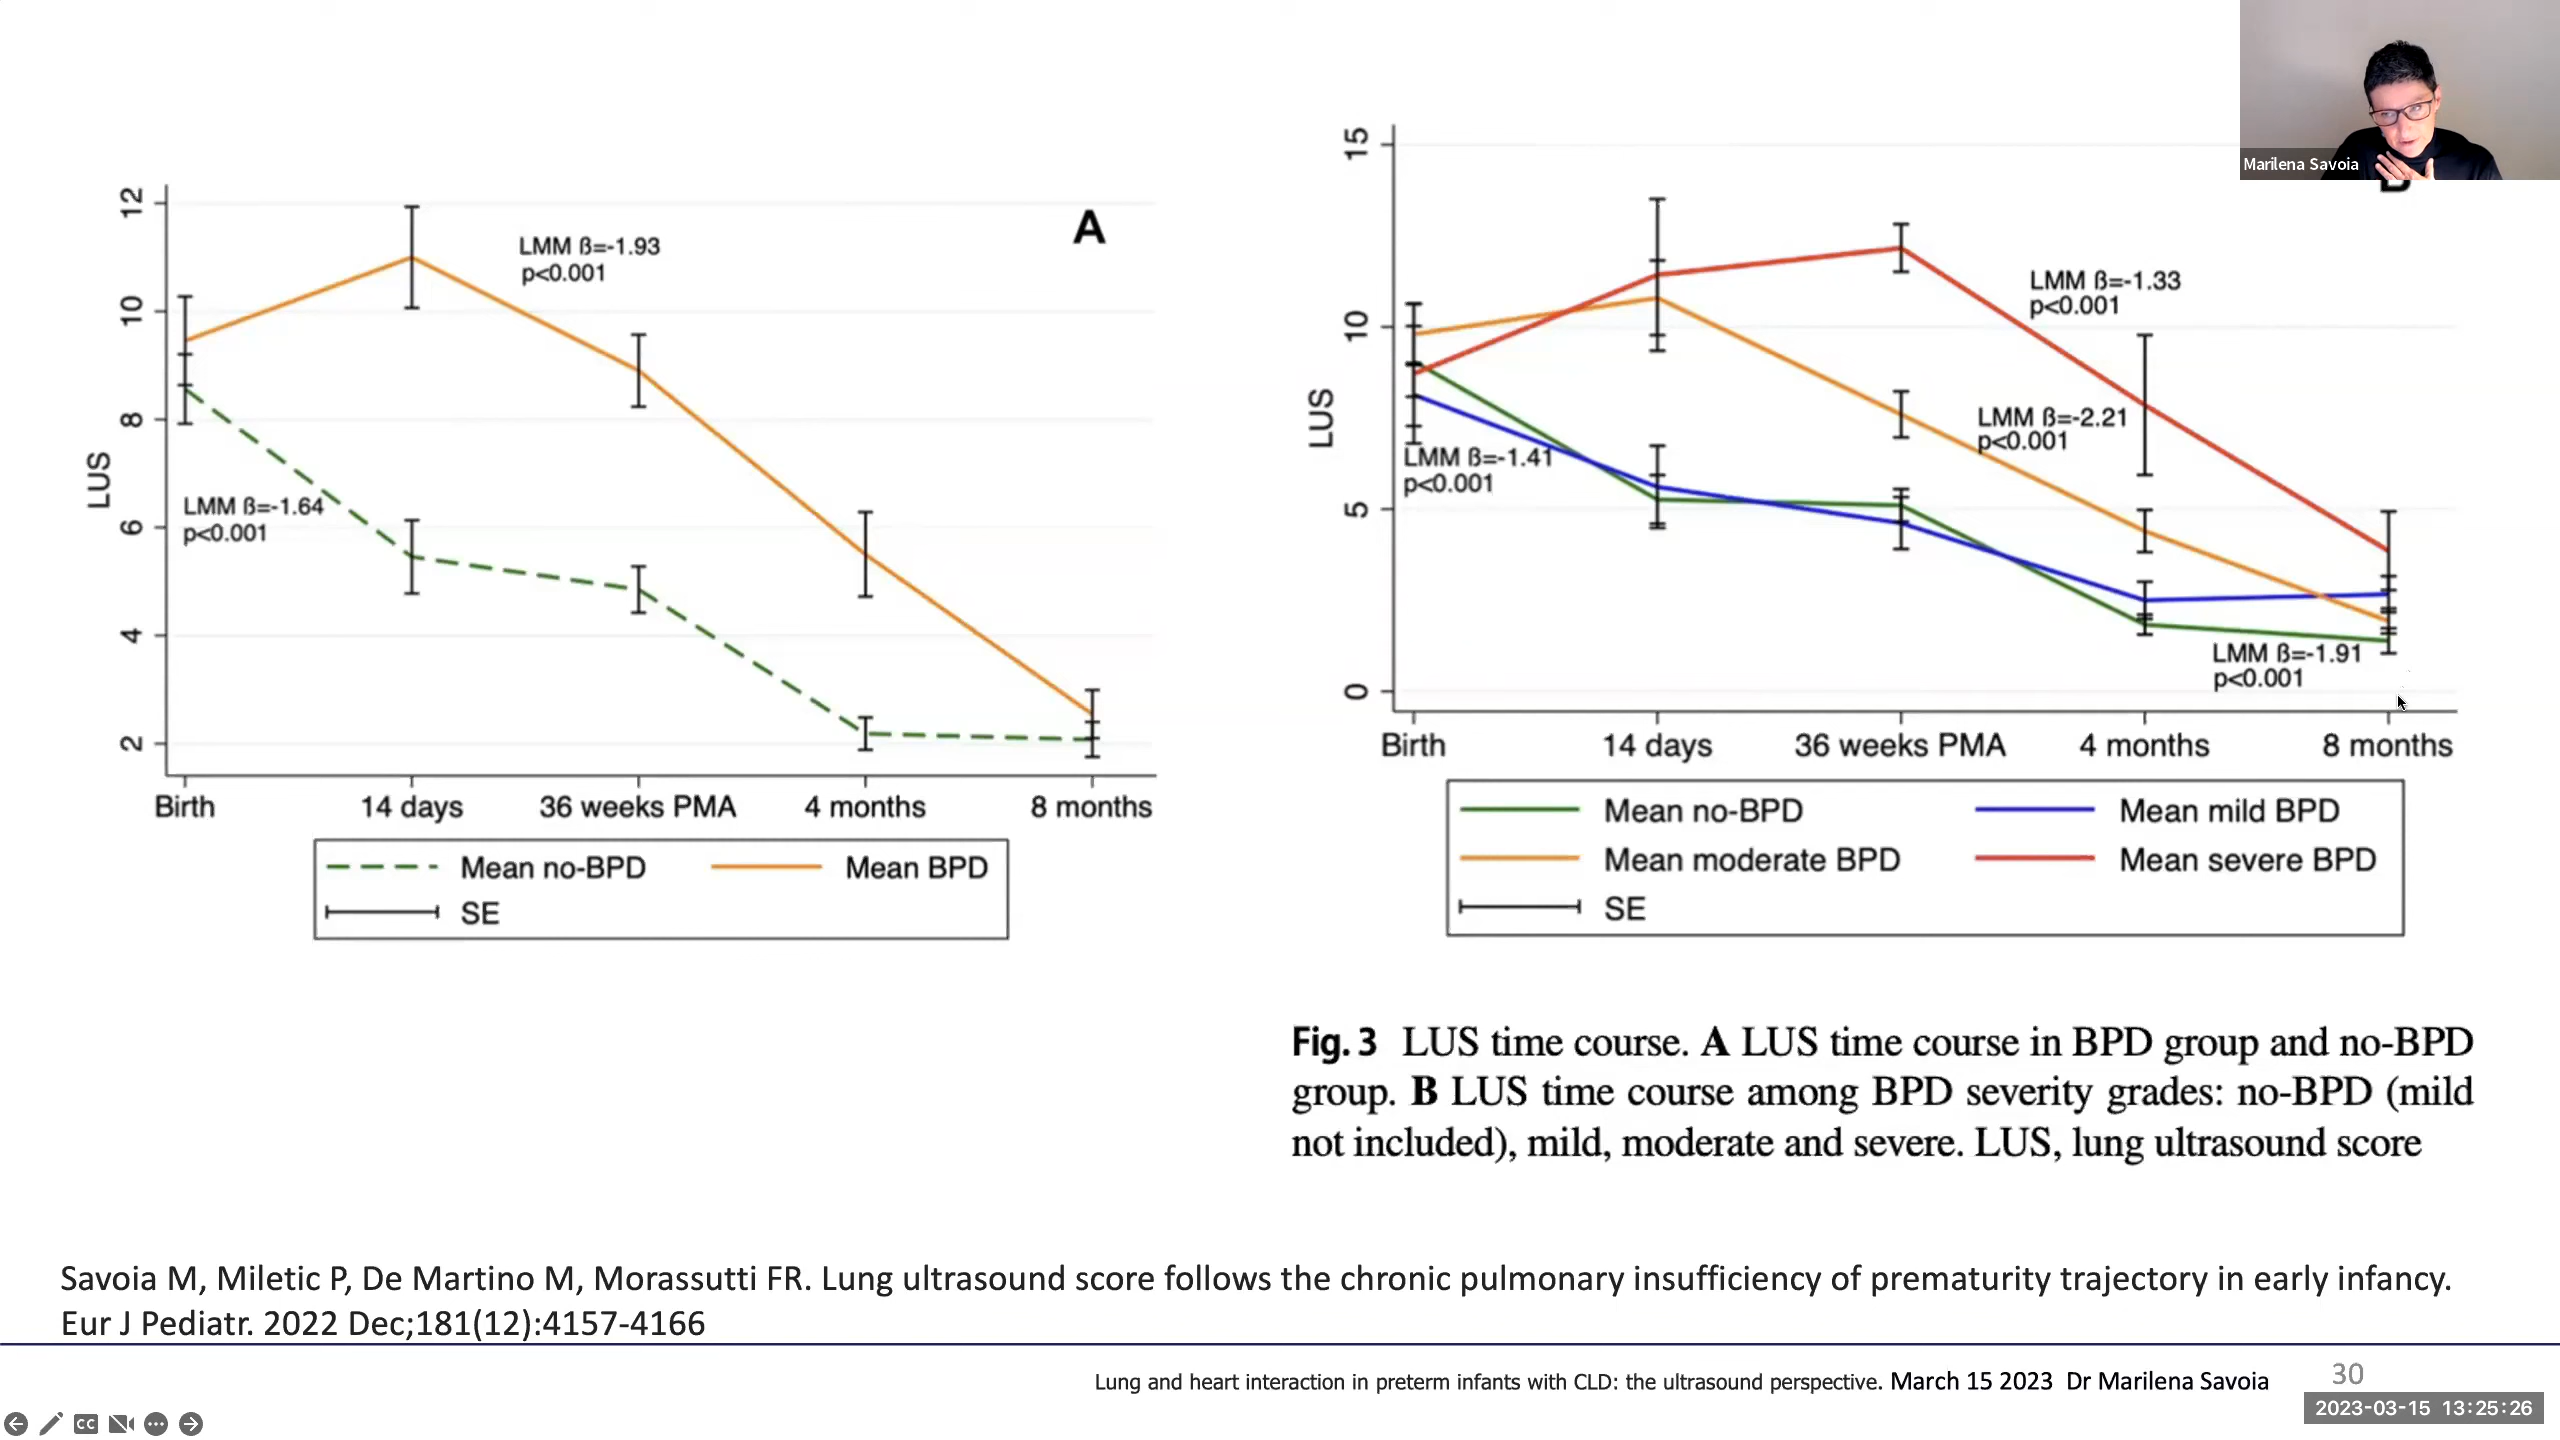 Marilena Savoia
A
12
10
8
6
4
2
LUS
LMM ß=-1.93
p<0.001
LMM ß=-1.64
p<0.001
Birth
14 days
36 weeks PMA
4 months
8 months
Mean no-BPD
Mean BPD
SE
15
10
5
0
LUS
LMM ß=-1.33
p<0.001
LMM ß=-2.21
p<0.001
LMM ß=-1.41
p<0.001
LMM ß=-1.91
p<0.001
Birth
14 days
36 weeks PMA
4 months
8 months
Mean no-BPD
Mean mild BPD
Mean moderate BPD
Mean severe BPD
SE
Fig. 3 LUS time course. A LUS time course in BPD group and no-BPD
group. B LUS time course among BPD severity grades: no-BPD (mild
not included), mild, moderate and severe. LUS, lung ultrasound score
Savoia M, Miletic P, De Martino M, Morassutti FR. Lung ultrasound score follows the chronic pulmonary insufficiency of prematurity trajectory in early infancy.
Eur J Pediatr. 2022 Dec;181(12):4157-4166
Lung and heart interaction in preterm infants with CLD: the ultrasound perspective. March 15 2023 Dr Marilena Savoia
30
2023-03-15 13:25:26
CC